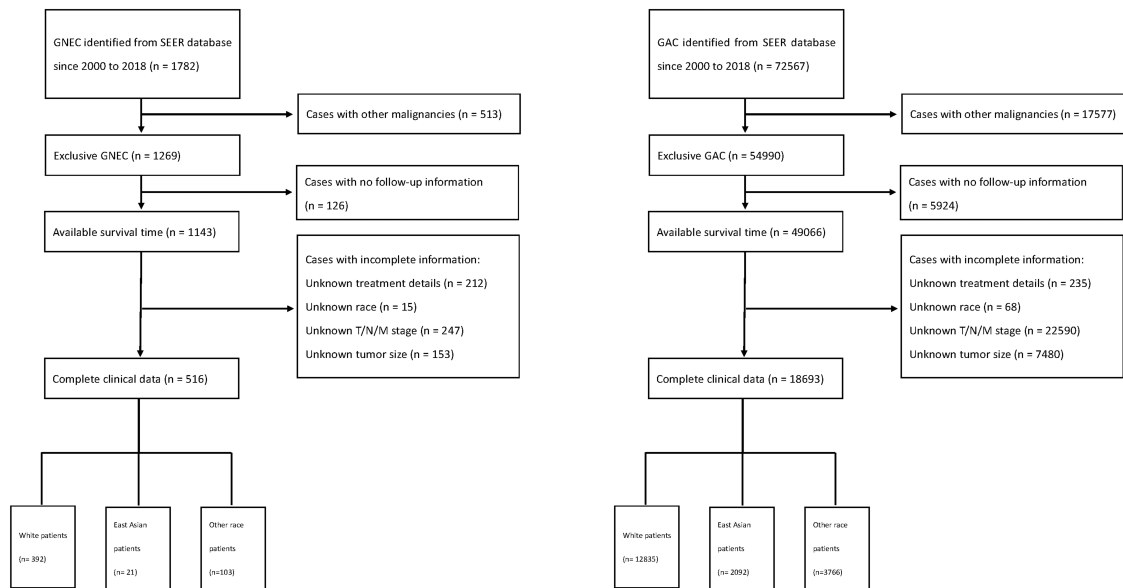 GNEC identified from SEER database
since 2000 to 2018 (n = 1782)
Cases with other malignancies (n = 513)
Exclusive GNEC (n = 1269)
Cases with no follow-up information
(n = 126)
Available survival time (n = 1143)
Cases with incomplete information:
Unknown treatment details (n = 212)
Unknown race (n = 15)
Unknown T/N/M stage (n = 247)
Unknown tumor size (n = 153)
Complete clinical data (n = 516)
White patients
(n= 392)
East Asian
patients
(n= 21)
Other race
patients
(n=103)
GAC identified from SEER database
since 2000 to 2018 (n = 72567)
Cases with other malignancies (n = 17577)
Exclusive GAC (n = 54990)
Cases with no follow-up information
(n = 5924)
Available survival time (n = 49066)
Cases with incomplete information:
Unknown treatment details (n = 235)
Unknown race (n = 68)
Unknown T/N/M stage (n = 22590)
Unknown tumor size (n = 7480)
Complete clinical data (n = 18693)
White patients
(n= 12835)
East Asian
patients
(n= 2092)
Other race
patients
(n=3766)